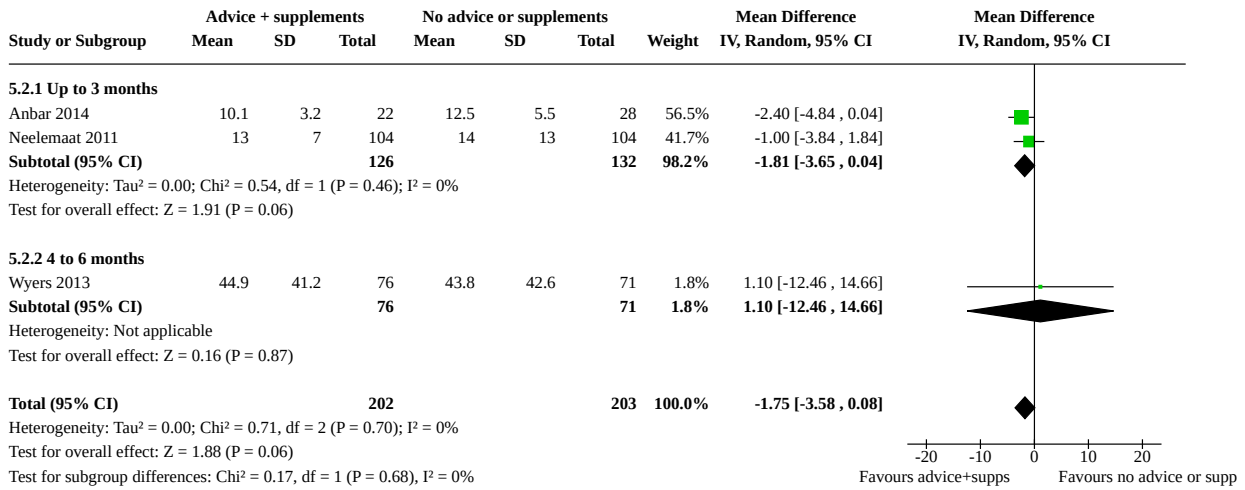 Advice + supplements No advice or supplements Mean Difference Mean Difference
Study or Subgroup Mean SD Total Mean SD Total Weight IV, Random, 95% CI IV, Random, 95% CI
5.2.1 Up to 3 months
Anbar 2014 10.1 3.2 22 12.5 5.5 28 56.5% -2.40 [-4.84 , 0.04]
Neelemaat 2011 13 7 104 14 13 104 41.7% -1.00 [-3.84 , 1.84]
Subtotal (95% CI) 126 132 98.2% -1.81 [-3.65 , 0.04]
Heterogeneity: Tau² = 0.00; Chi² = 0.54, df = 1 (P = 0.46); I² = 0%
Test for overall effect: Z = 1.91 (P = 0.06)
5.2.2 4 to 6 months
Wyers 2013 44.9 41.2 76 43.8 42.6 71 1.8% 1.10 [-12.46 , 14.66]
Subtotal (95% CI) 76 71 1.8% 1.10 [-12.46 , 14.66]
Heterogeneity: Not applicable
Test for overall effect: Z = 0.16 (P = 0.87)
Total (95% CI) 202 203 100.0% -1.75 [-3.58 , 0.08]
Heterogeneity: Tau² = 0.00; Chi² = 0.71, df = 2 (P = 0.70); I² = 0%
Test for overall effect: Z = 1.88 (P = 0.06)
-20 -10 0 10 20
Test for subgroup differences: Chi² = 0.17, df = 1 (P = 0.68), I² = 0% Favours advice+supps Favours no advice or supp